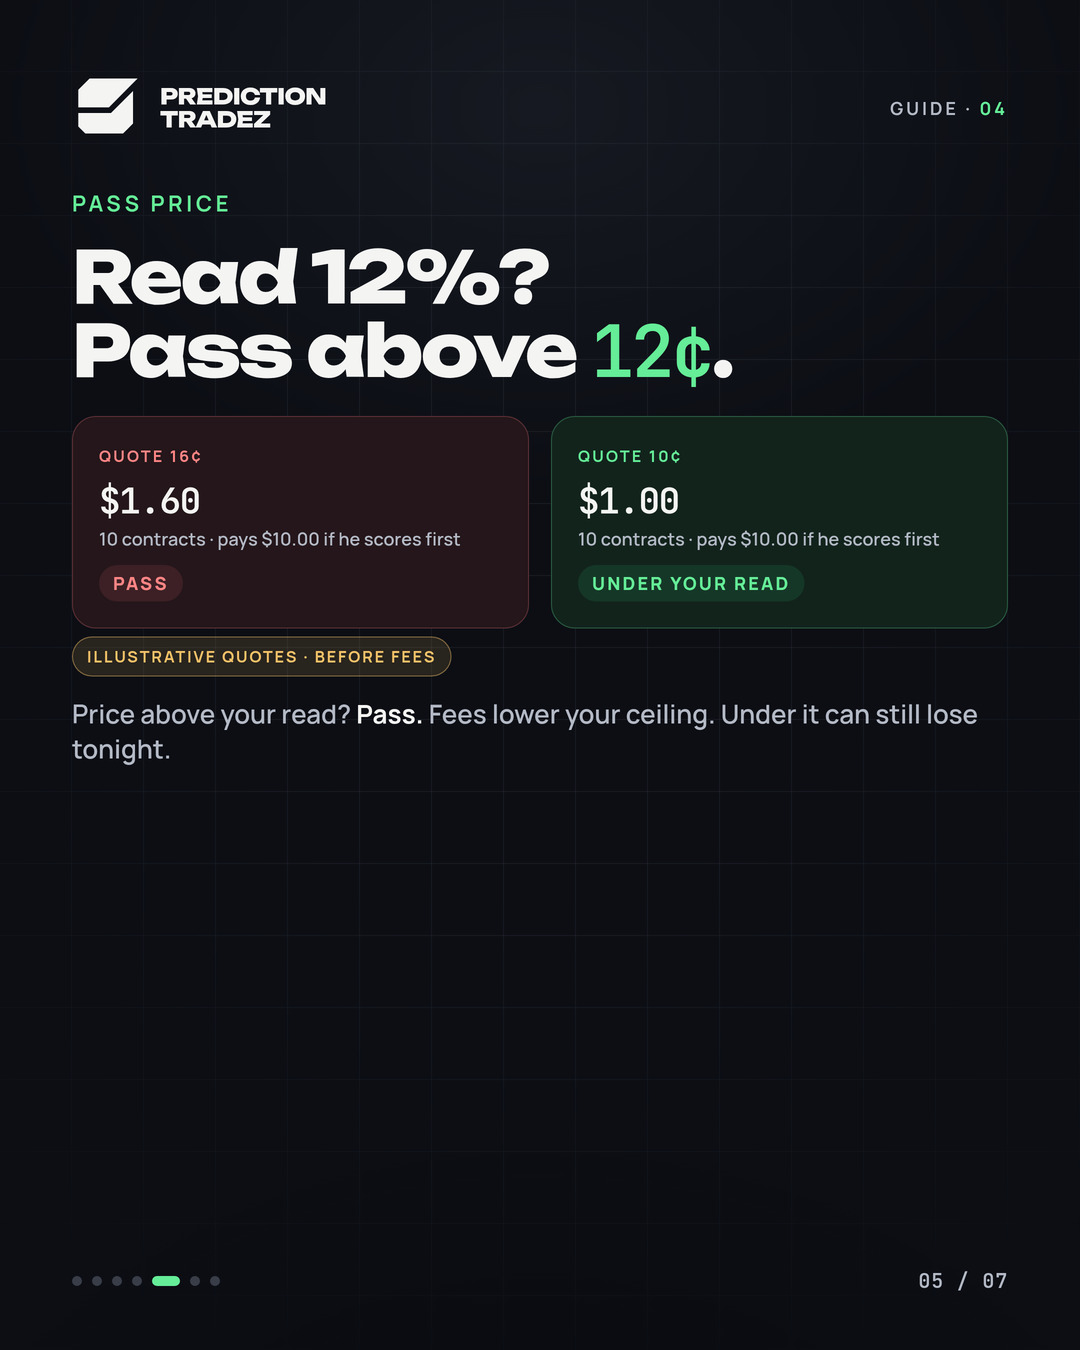 PREDICTION
TRADEZ
GUIDE · 04
PASS PRICE
Read 12%?
Pass above 12¢.
QUOTE 16¢
$1.60
10 contracts · pays $10.00 if he scores first
PASS
QUOTE 10¢
$1.00
10 contracts · pays $10.00 if he scores first
UNDER YOUR READ
ILLUSTRATIVE QUOTES · BEFORE FEES
Price above your read? Pass. Fees lower your ceiling. Under it can still lose
tonight.
05 / 07